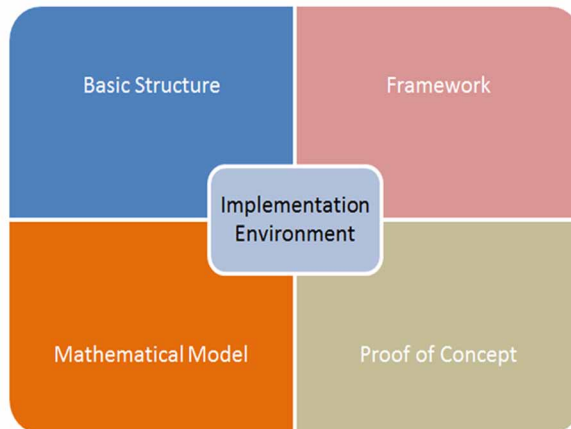 Basic Structure
Framework
Implementation
Environment
Mathematical Model
Proof of Concept